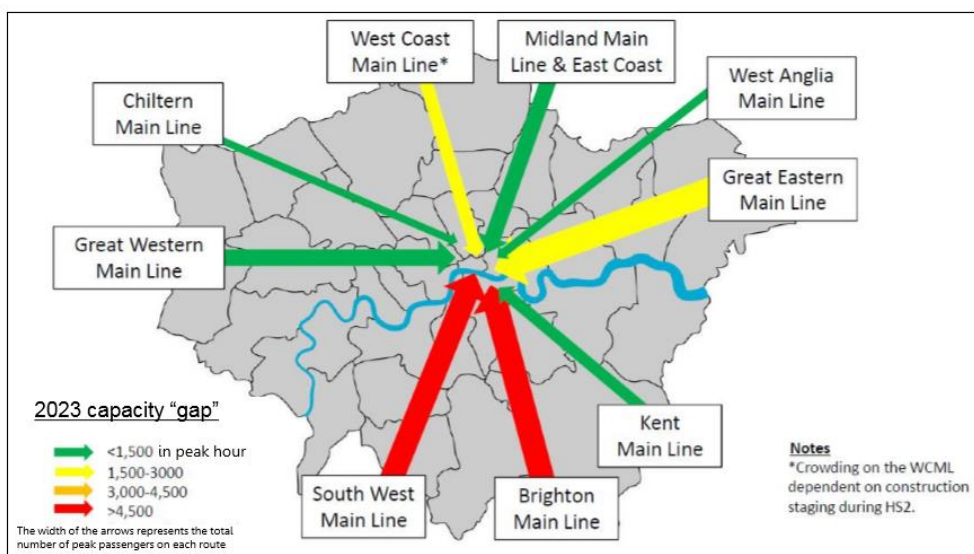 West Coast
Main Line*
Midland Main
Line & East Coast
West Anglia
Main Line
Chiltern
Main Line
Great Eastern
Main Line
Great Western
Main Line
2023 capacity “gap”
<1,500 in peak hour
1,500-3000
3,000-4,500
>4,500
The width of the arrows represents the total
number of peak passengers on each route
South West
Main Line
Brighton
Main Line
Kent
Main Line
Notes
*Crowding on the WCML
dependent on construction
staging during HS2.